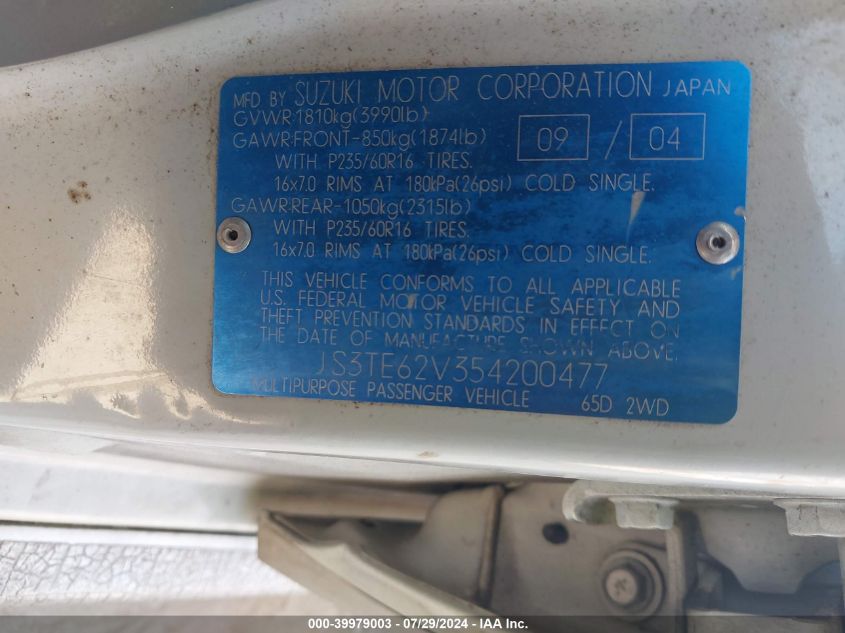 MFD BY SUZUKI MOTOR CORPORATION JAPAN
GVWR:1810kg(3990lb)
GAWR:FRONT-850kg(1874lb) 09 / 04
WITH P235/60R16 TIRES.
16x7.0 RIMS AT 180kPa(26psi) COLD SINGLE.
GAWR:REAR-1050kg(2315lb)
WITH P235/60R16 TIRES.
16x7.0 RIMS AT 180kPa(26psi) COLD SINGLE.
THIS VEHICLE CONFORMS TO ALL APPLICABLE
U.S. FEDERAL MOTOR VEHICLE SAFETY AND
THEFT PREVENTION STANDARDS IN EFFECT ON
THE DATE OF MANUFACTURE SHOWN ABOVE.
JS3TE62V354200477
MULTIPURPOSE PASSENGER VEHICLE 65D 2WD
000-39979003 - 07/29/2024 - IAA Inc.